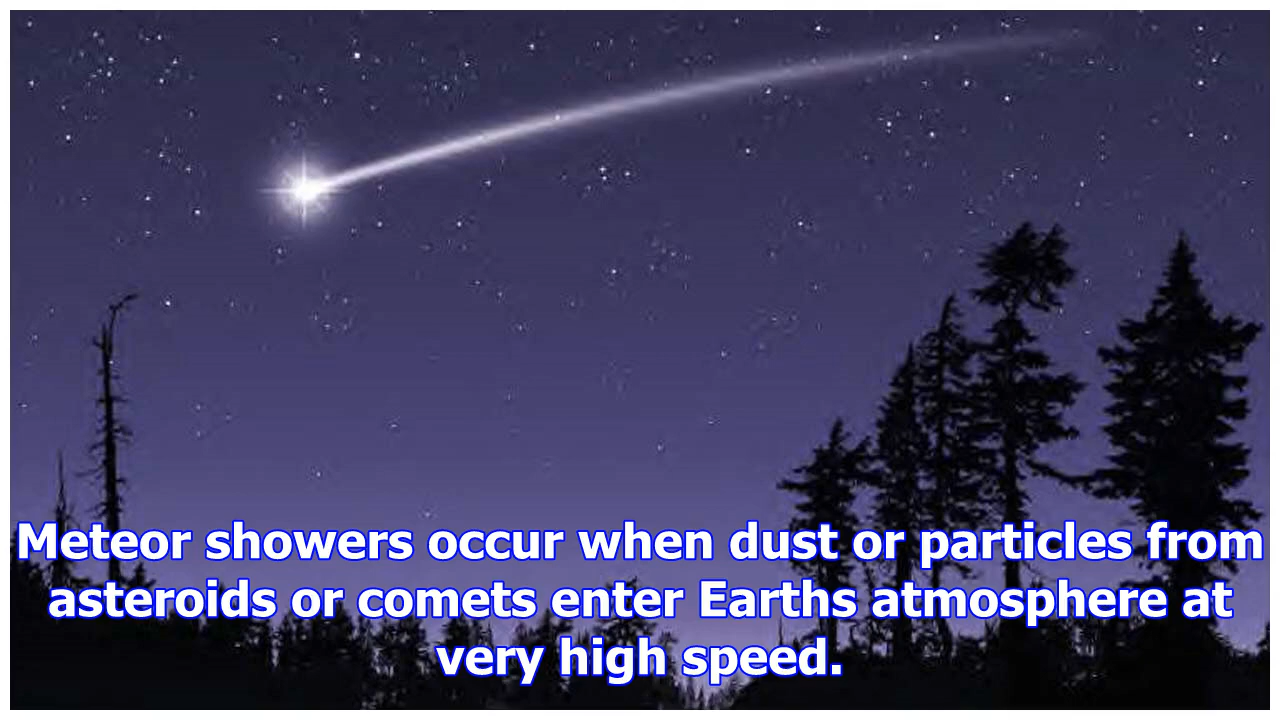 Meteor showers occur when dust or particles from
asteroids or comets enter Earths atmosphere at
very high speed.